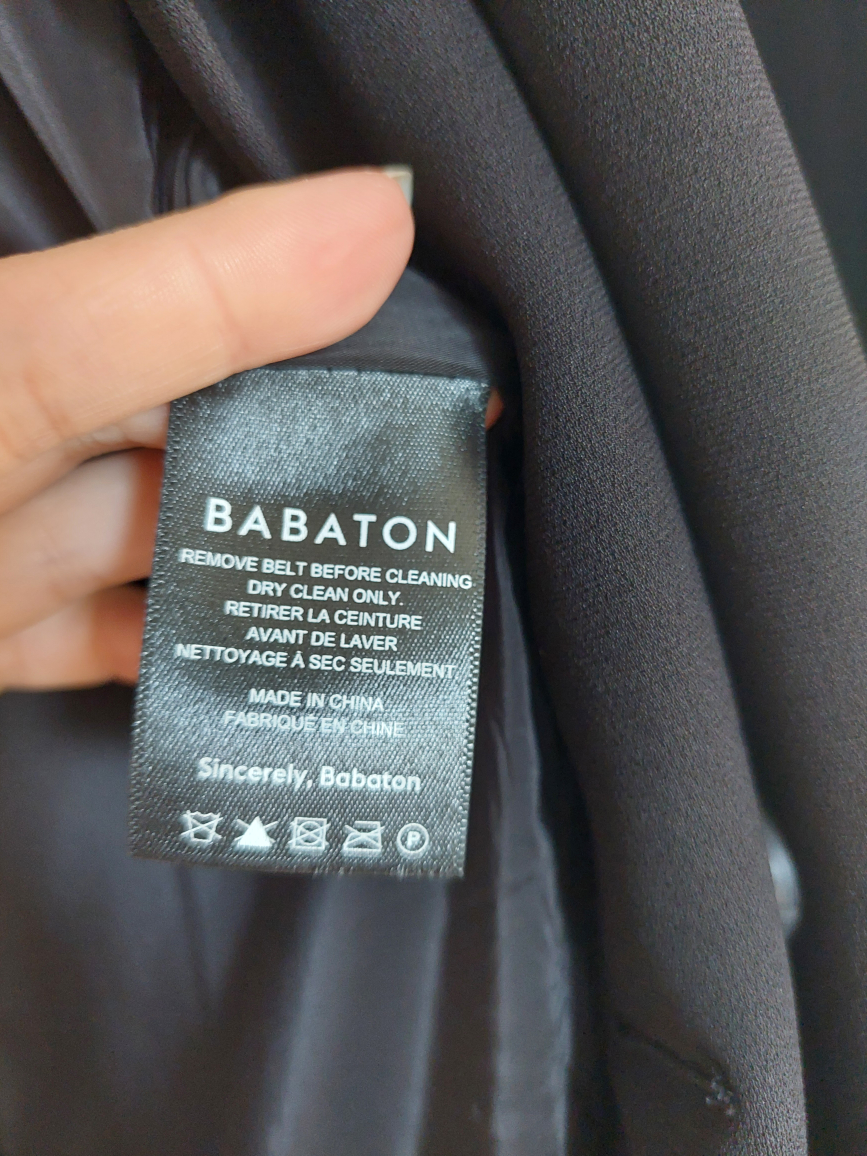 BABATON
REMOVE BELT BEFORE CLEANING
DRY CLEAN ONLY.
RETIRER LA CEINTURE
AVANT DE LAVER
NETTOYAGE À SEC SEULEMENT.
MADE IN CHINA
FABRIQUÉ EN CHINE
Sincerely, Babaton
P